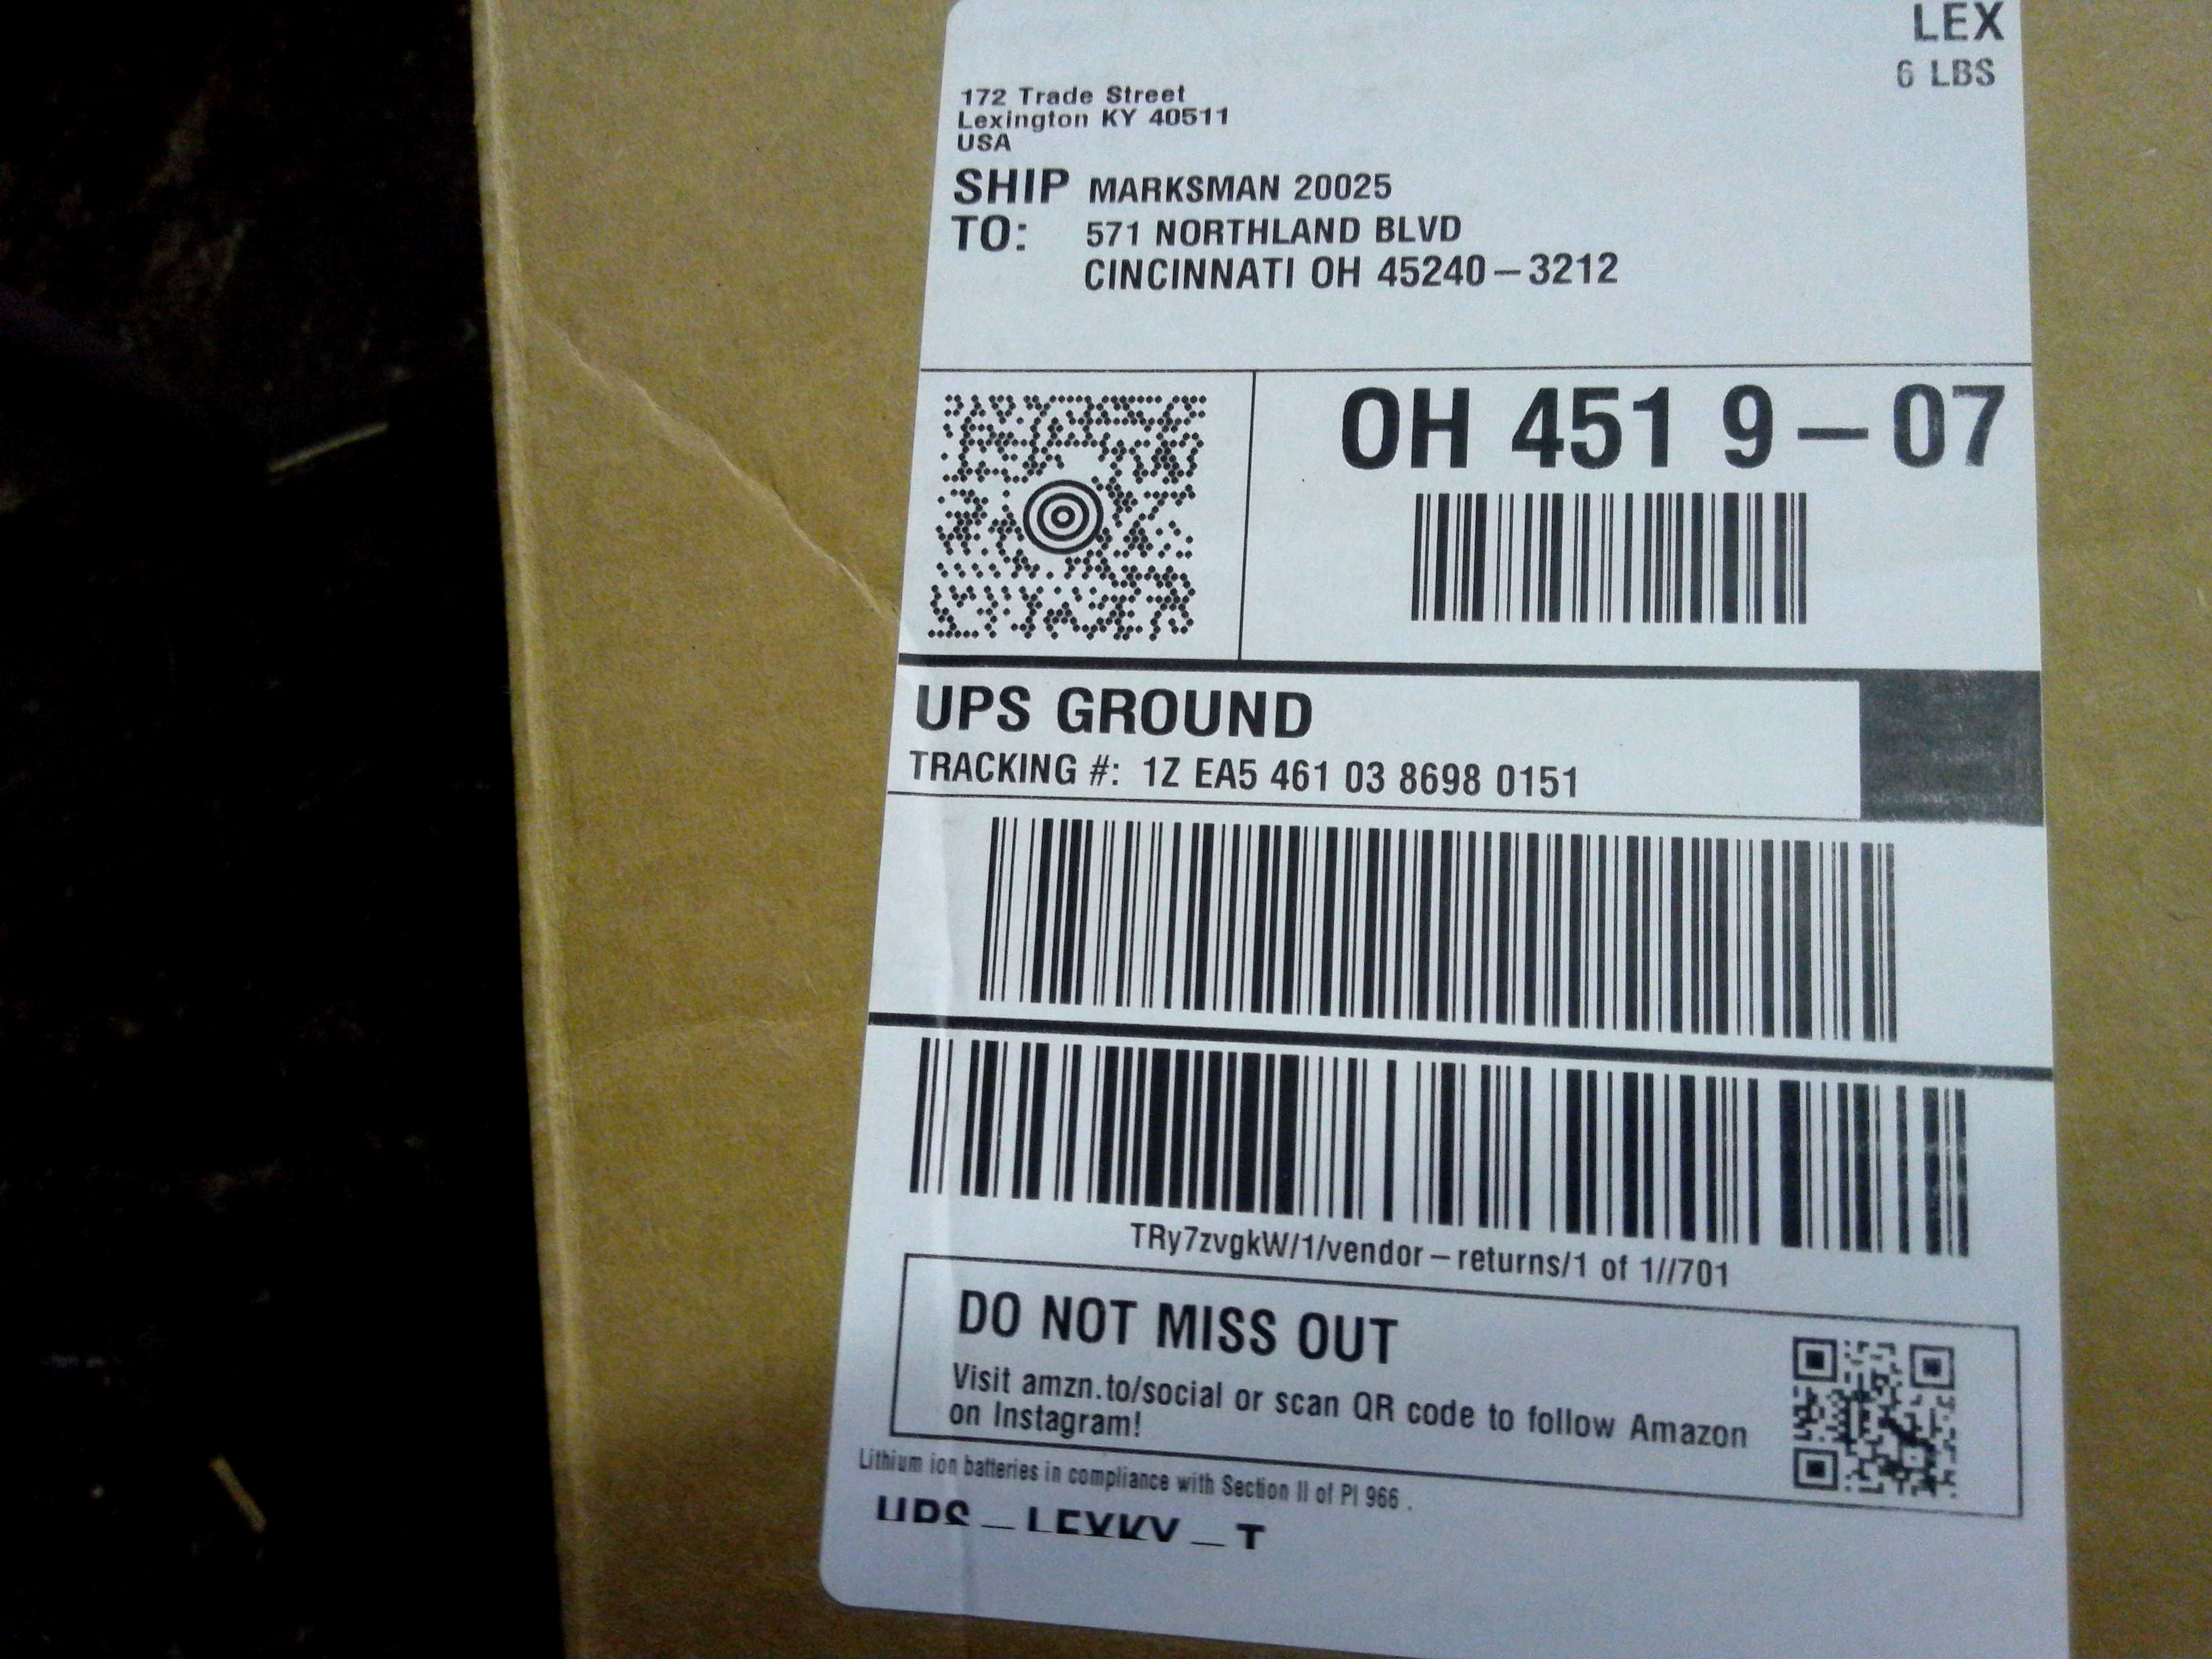 LEX
6 LBS
172 Trade Street
Lexington KY 40511
USA
SHIP TO: MARKSMAN 20025
571 NORTHLAND BLVD
CINCINNATI OH 45240-3212
OH 451 9-07
UPS GROUND
TRACKING #: 1Z EA5 461 03 8698 0151
TRy7zvgkW/1/vendor-returns/1 of 1//701
DO NOT MISS OUT
Visit amzn.to/social or scan QR code to follow Amazon
on Instagram!
Lithium ion batteries in compliance with Section II of PI 966 .
UPS - LEXKY - T